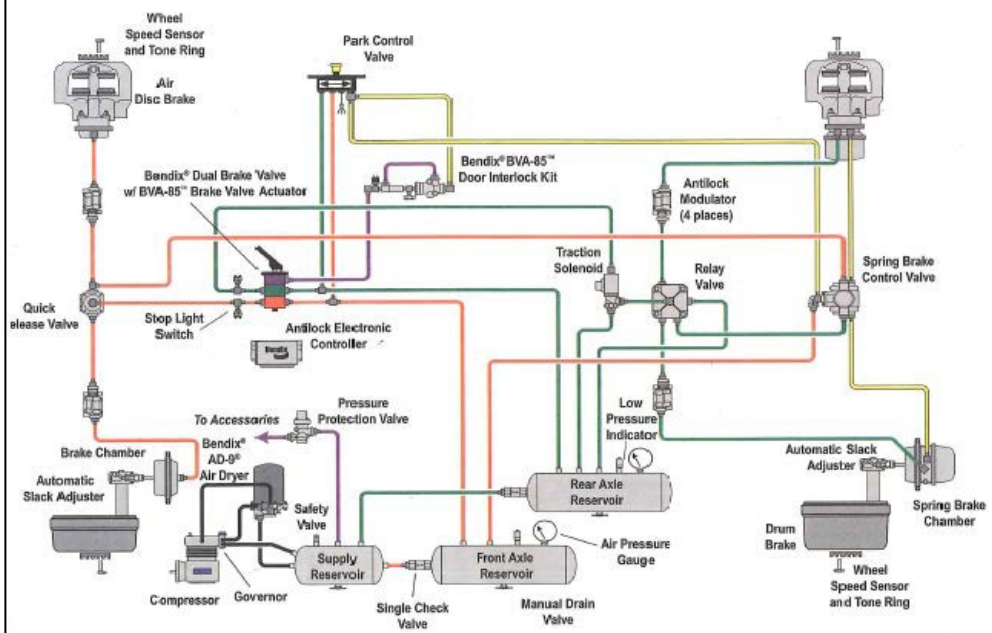 Wheel
Speed Sensor
and Tone Ring
Air
Disc Brake
Park Control
Valve
Bendix® Dual Brake Valve
w/ BVA-85™ Brake Valve Actuator
Bendix® BVA-85™
Door Interlock Kit
Antilock
Modulator
(4 places)
Traction
Solenoid
Relay
Valve
Spring Brake
Control Valve
Quick
elease Valve
Stop Light
Switch
Antilock Electronic
Controller
Bendix
To Accessaries
Pressure
Protection Valve
Low
Pressure
Indicator
Brake Chamber
Bendix®
AD-9®
Air Dryer
Automatic
Slack Adjuster
Automatic Slack
Adjuster
Safety
Valve
Rear Axle
Reservoir
Spring Brake
Chamber
Drum
Brake
Supply
Reservoir
Front Axle
Reservoir
Air Pressure
Gauge
Compressor
Governor
Single Check
Valve
Manual Drain
Valve
Wheel
Speed Sensor
and Tone Ring